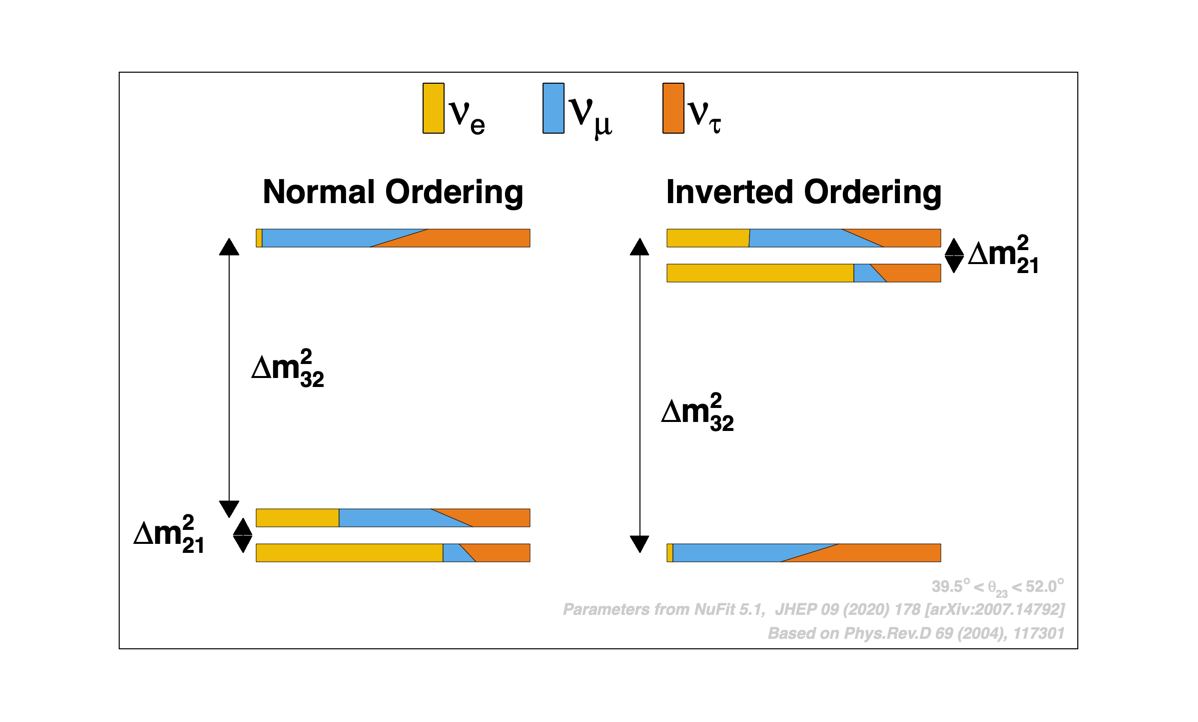 νe νμ ντ
Normal Ordering
Inverted Ordering
Δm²₂₁
Δm²₃₂
Δm²₃₂
Δm²₂₁
39.5° < θ₂₃ < 52.0°
Parameters from NuFit 5.1, JHEP 09 (2020) 178 [arXiv:2007.14792]
Based on Phys.Rev.D 69 (2004), 117301